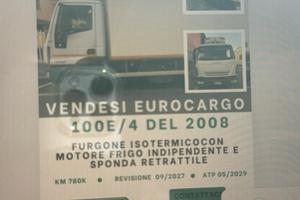 VENDESI EUROCARGO
100E/4 DEL 2008
FURGONE ISOTERMICOCON
MOTORE FRIGO INDIPENDENTE E
SPONDA RETRATTILE
KM 780K • REVISIONE 09/2027 • ATP 05/2029
CONTATTACI